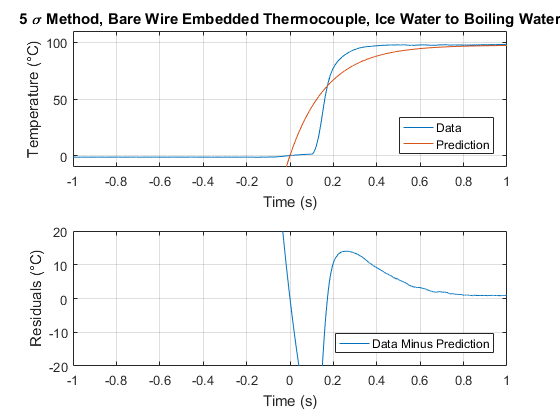 5 σ Method, Bare Wire Embedded Thermocouple, Ice Water to Boiling Water
Temperature (°C)
100
50
0
Data
Prediction
-1 -0.8 -0.6 -0.4 -0.2 0 0.2 0.4 0.6 0.8 1
Time (s)
Residuals (°C)
20
10
0
-10
-20
Data Minus Prediction
-1 -0.8 -0.6 -0.4 -0.2 0 0.2 0.4 0.6 0.8 1
Time (s)